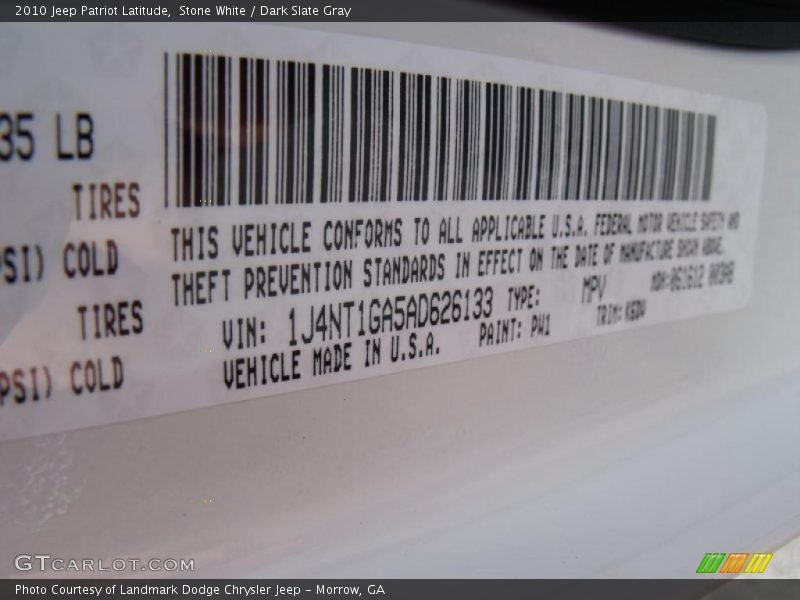 2010 Jeep Patriot Latitude, Stone White / Dark Slate Gray
35 LB
TIRES
PSI) COLD
TIRES
PSI) COLD
THIS VEHICLE CONFORMS TO ALL APPLICABLE U.S.A. FEDERAL MOTOR VEHICLE SAFETY AND
THEFT PREVENTION STANDARDS IN EFFECT ON THE DATE OF MANUFACTURE SHOWN ABOVE.
VIN: 1J4NT1GA5AD626133 TYPE: MPV
VEHICLE MADE IN U.S.A. PAINT: PW1 TRIM:
GTCARLOT.COM
Photo Courtesy of Landmark Dodge Chrysler Jeep - Morrow, GA